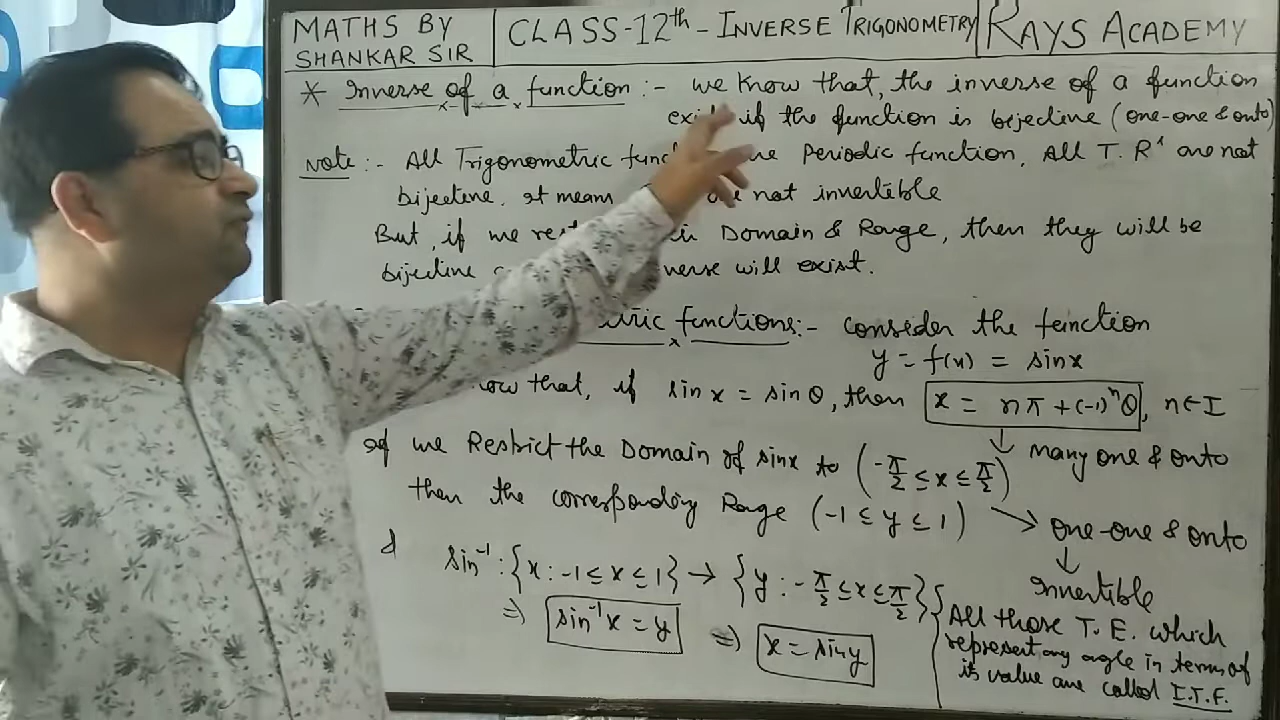 MATHS BY
SHANKAR SIR
CLASS-12th - INVERSE TRIGONOMETRY
RAYS ACADEMY
* Inverse of a function :- we know that, the inverse of a function
if the function is bijective (one-one & onto)
Note :- All Trigonometric Periodic function, All T. Rs are not
bijective. It means not invertible
But, if we Domain & Range, then they will be
bijective will exist.
functions:- consider the function
y = f(x) = sinx
that, if sin x = sin θ, then x = nπ + (-1)^n θ, n∈I
↓ many one & onto
If we Restrict the Domain of sinx to (-π/2 ≤ x ≤ π/2)
then the corresponding Range (-1 ≤ y ≤ 1) → one-one & onto
↓
Invertible
& sin⁻¹ : {x : -1 ≤ x ≤ 1} → {y : -π/2 ≤ x ≤ π/2}
⇒ sin⁻¹x = y ⇒ x = sin y
All those T.E. which
represent any angle in terms of
its value are called I.T.F.